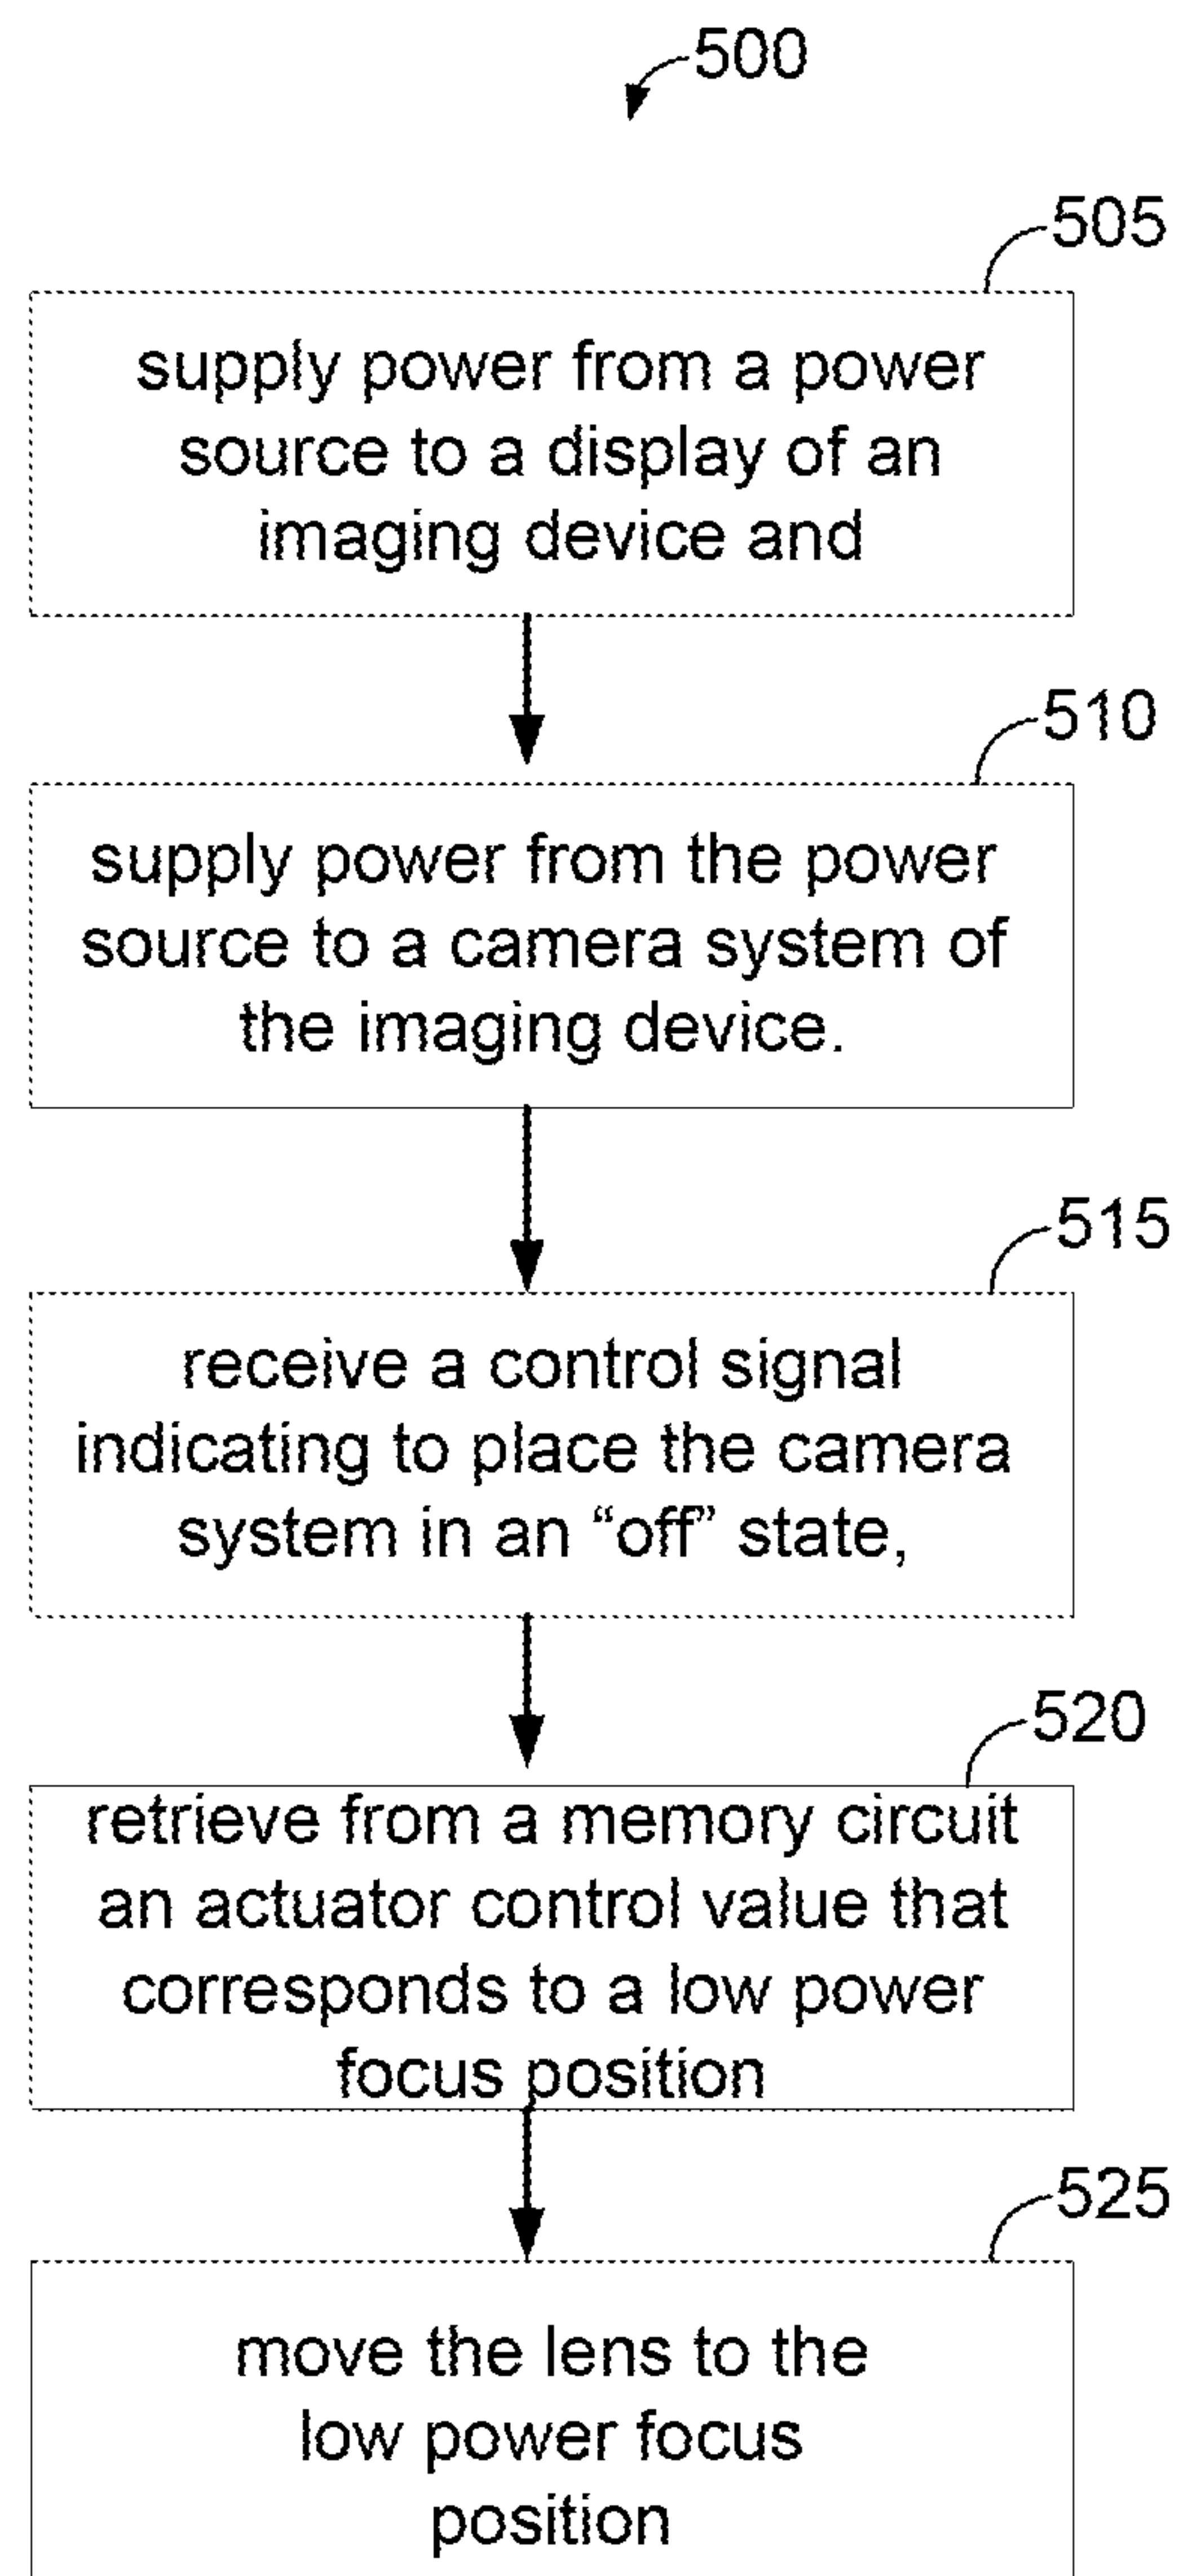 500
505
supply power from a power
source to a display of an
imaging device and
510
supply power from the power
source to a camera system of
the imaging device.
515
receive a control signal
indicating to place the camera
system in an “off” state,
520
retrieve from a memory circuit
an actuator control value that
corresponds to a low power
focus position
525
move the lens to the
low power focus
position